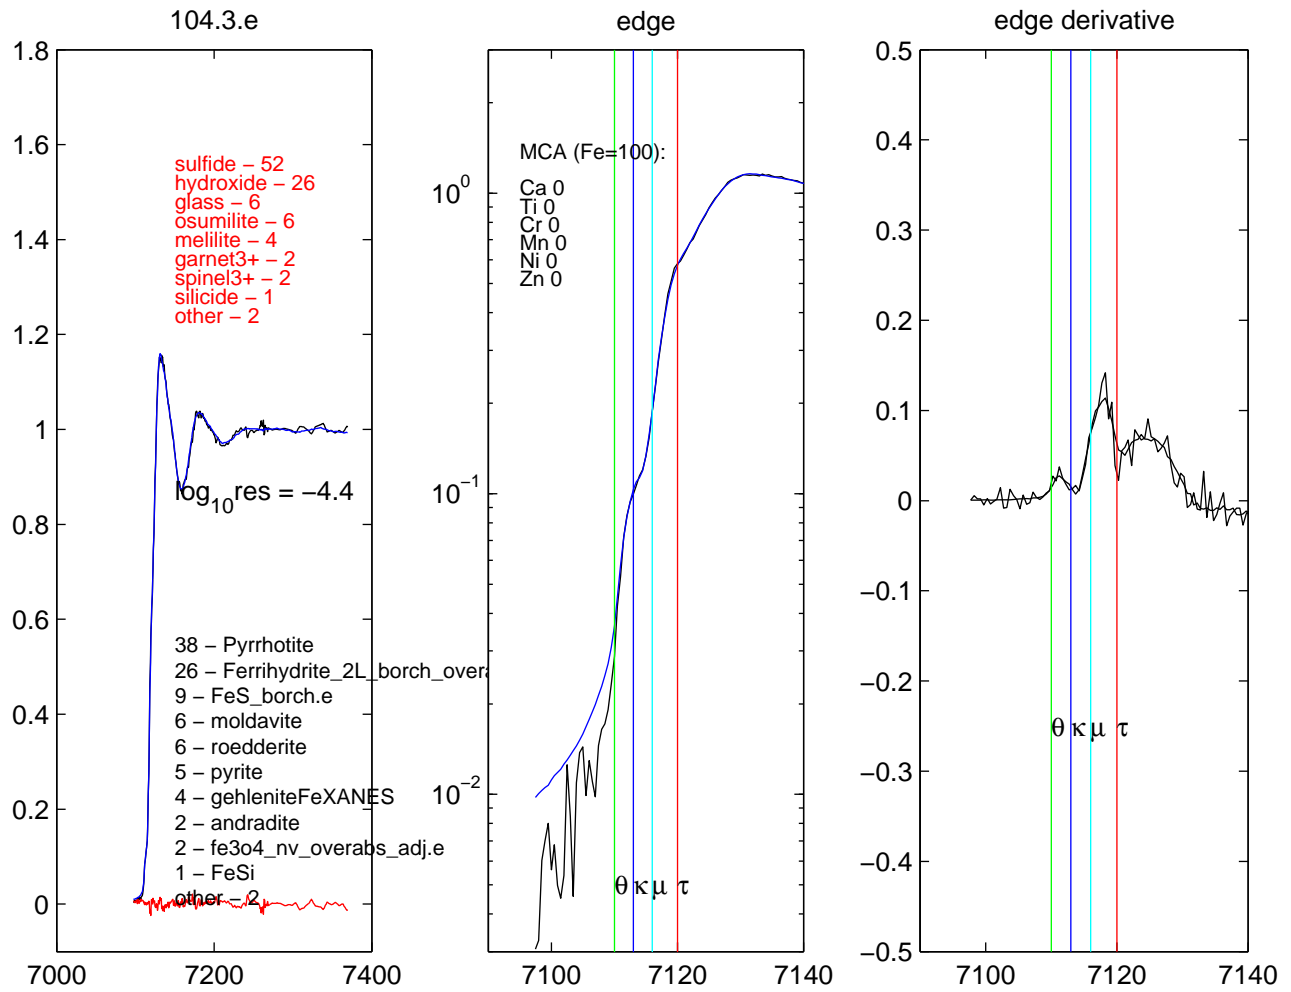 104.3.e
1.8
1.6
1.4
1.2
1
0.8
0.6
0.4
0.2
0
7000
7200
7400
sulfide − 52
hydroxide − 26
glass − 6
osumilite − 6
melilite − 4
garnet3+ − 2
spinel3+ − 2
silicide − 1
other − 2
log10res = −4.4
38 − Pyrrhotite
26 − Ferrihydrite_2L_borch_overa
9 − FeS_borch.e
6 − moldavite
6 − roedderite
5 − pyrite
4 − gehleniteFeXANES
2 − andradite
2 − fe3o4_nv_overabs_adj.e
1 − FeSi
other − 2
edge
MCA (Fe=100):
Ca 0
Ti 0
Cr 0
Mn 0
Ni 0
Zn 0
10^0
10^−1
10^−2
θ κ μ τ
7100
7120
7140
edge derivative
0.5
0.4
0.3
0.2
0.1
0
−0.1
−0.2
−0.3
−0.4
−0.5
θ κ μ τ
7100
7120
7140